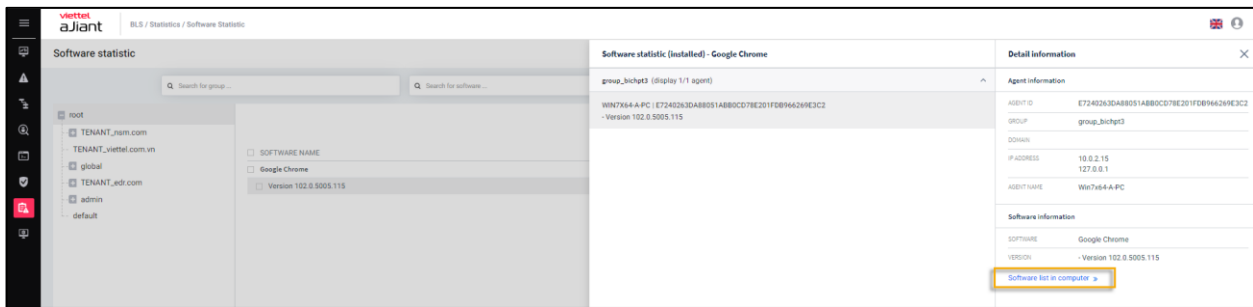 viettel
aJiant
BLS / Statistics / Software Statistic
Software statistic
Search for group ...
Search for software ...
root
TENANT_nsm.com
TENANT_viettel.com.vn
global
TENANT_edr.com
admin
default
SOFTWARE NAME
Google Chrome
Version 102.0.5005.115
Software statistic (installed) - Google Chrome
group_bichpt3 (display 1/1 agent)
WIN7X64-A-PC | E7240263DA88051ABB0CD78E201FDB966269E3C2
- Version 102.0.5005.115
Detail information
Agent information
AGENT ID E7240263DA88051ABB0CD78E201FDB966269E3C2
GROUP group_bichpt3
DOMAIN
IP ADDRESS 10.0.2.15
127.0.0.1
AGENT NAME Win7x64-A-PC
Software information
SOFTWARE Google Chrome
VERSION - Version 102.0.5005.115
Software list in computer »